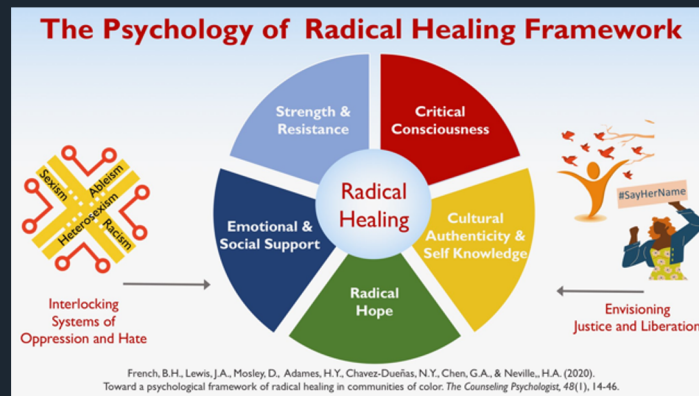 The Psychology of Radical Healing Framework
Strength &
Resistance
Critical
Consciousness
Sexism
Ableism
Heterosexism
Racism
Radical
Healing
#SayHerName
Emotional &
Social Support
Cultural
Authenticity &
Self Knowledge
Radical
Hope
Interlocking
Systems of
Oppression and Hate
Envisioning
Justice and Liberation
French, B.H., Lewis, J.A., Mosley, D., Adames, H.Y., Chavez-Dueñas, N.Y., Chen, G.A., & Neville,, H.A. (2020).
Toward a psychological framework of radical healing in communities of color. The Counseling Psychologist, 48(1), 14-46.